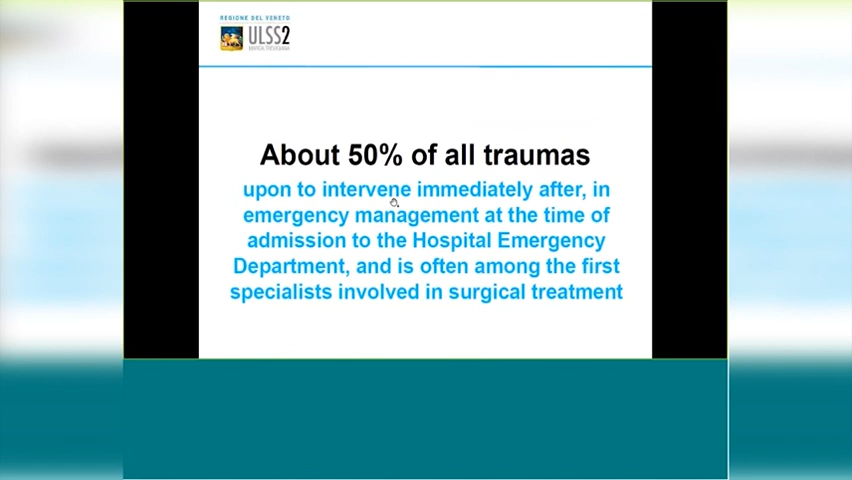 REGIONE DEL VENETO
ULSS2
MARCA TREVIGIANA
About 50% of all traumas
upon to intervene immediately after, in
emergency management at the time of
admission to the Hospital Emergency
Department, and is often among the first
specialists involved in surgical treatment